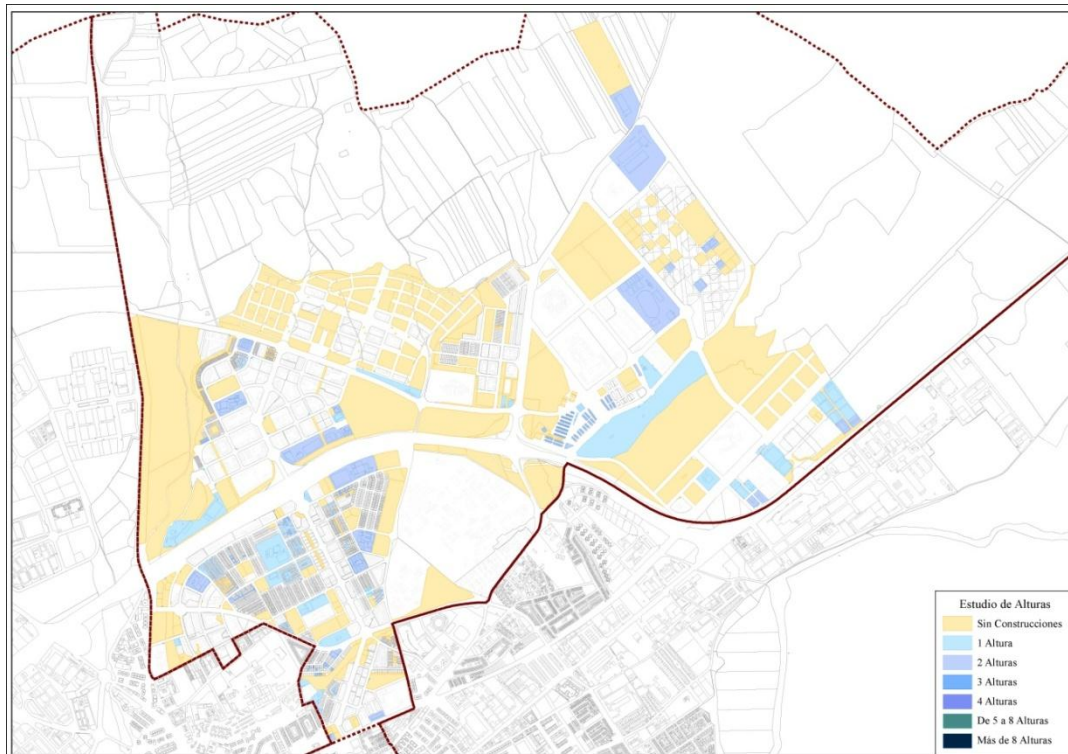 Estudio de Alturas
Sin Construcciones
1 Altura
2 Alturas
3 Alturas
4 Alturas
De 5 a 8 Alturas
Más de 8 Alturas